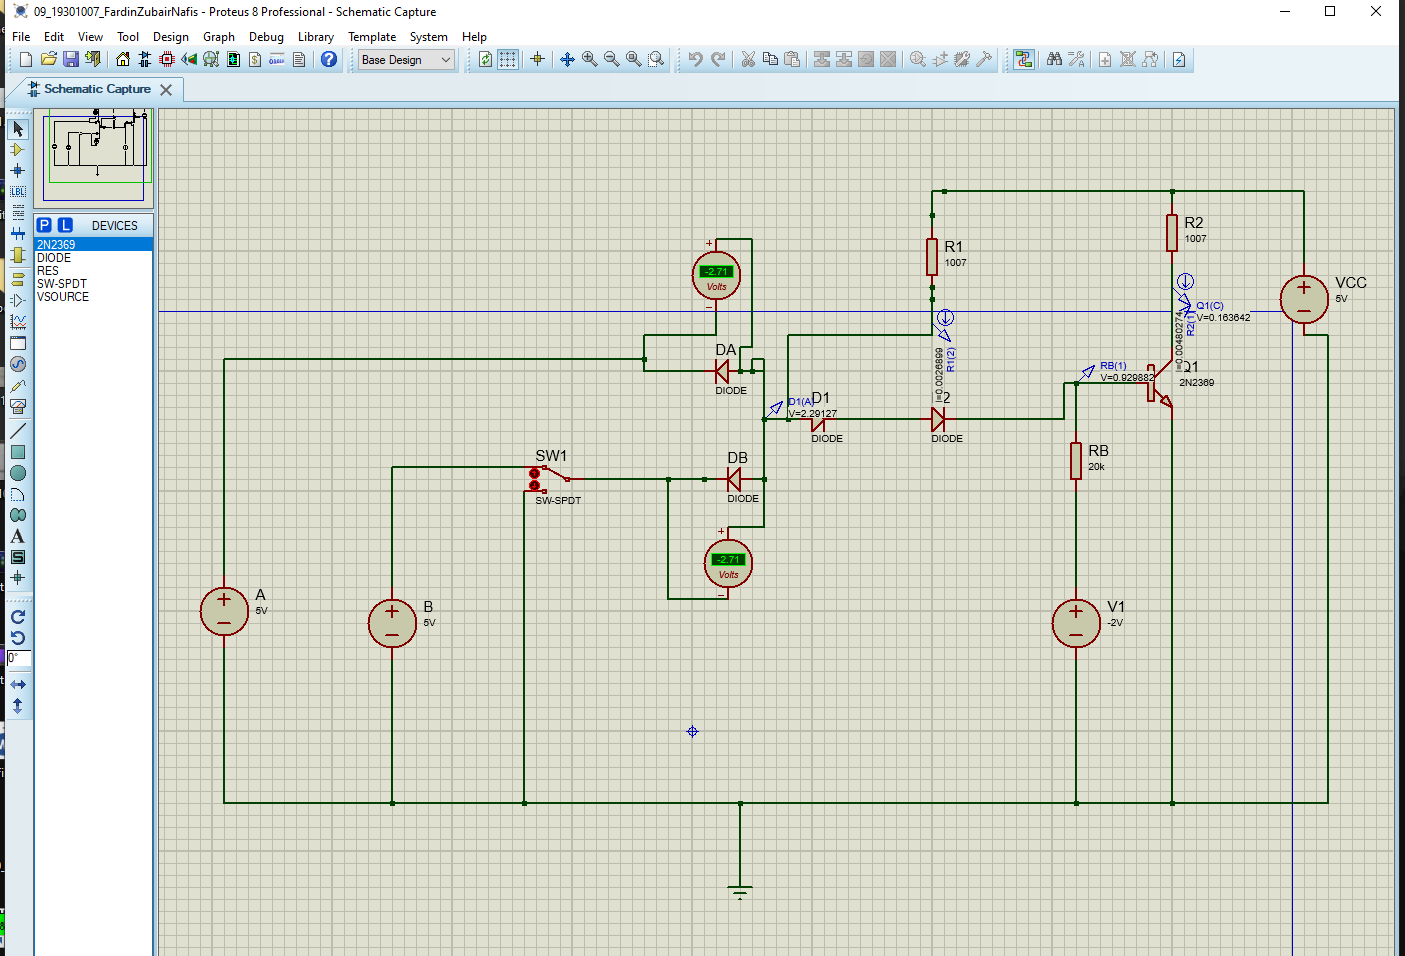 09_19301007_FardinZubairNafis - Proteus 8 Professional - Schematic Capture
File Edit View Tool Design Graph Debug Library Template System Help
Base Design
Schematic Capture
P L DEVICES
2N2369
DIODE
RES
SW-SPDT
VSOURCE
LBL
A
S
0°
R2
1007
R1
1007
+
-2.71
Volts
VCC
5V
Q1(C)
V=0.163642
R1(2)
DA
DIODE
RB(1)
V=0.929882
Q1
2N2369
D1(A)
V=2.29127
D1
DIODE
2
DIODE
I=0.0026899
I=0.00480274
SW1
SW-SPDT
DB
DIODE
RB
20k
+
-2.71
Volts
A
5V
B
5V
V1
-2V